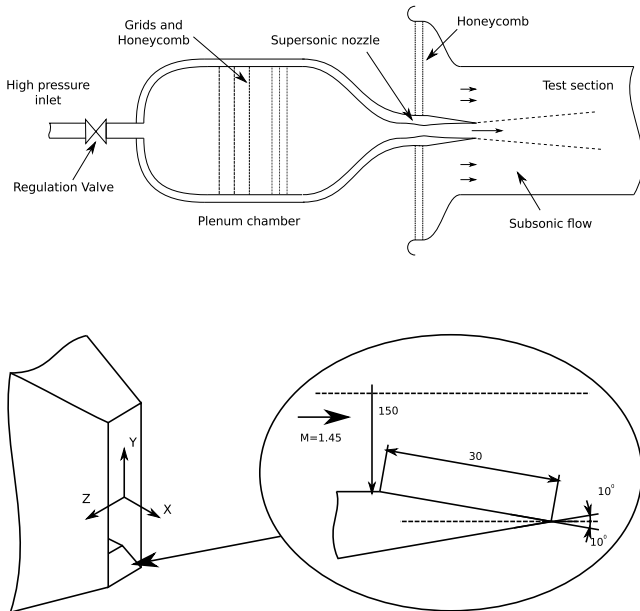 Grids and
Honeycomb
Supersonic nozzle
Honeycomb
High pressure
inlet
Test section
Regulation Valve
Plenum chamber
Subsonic flow
150
M=1.45
30
10°
10°
Y
Z
X